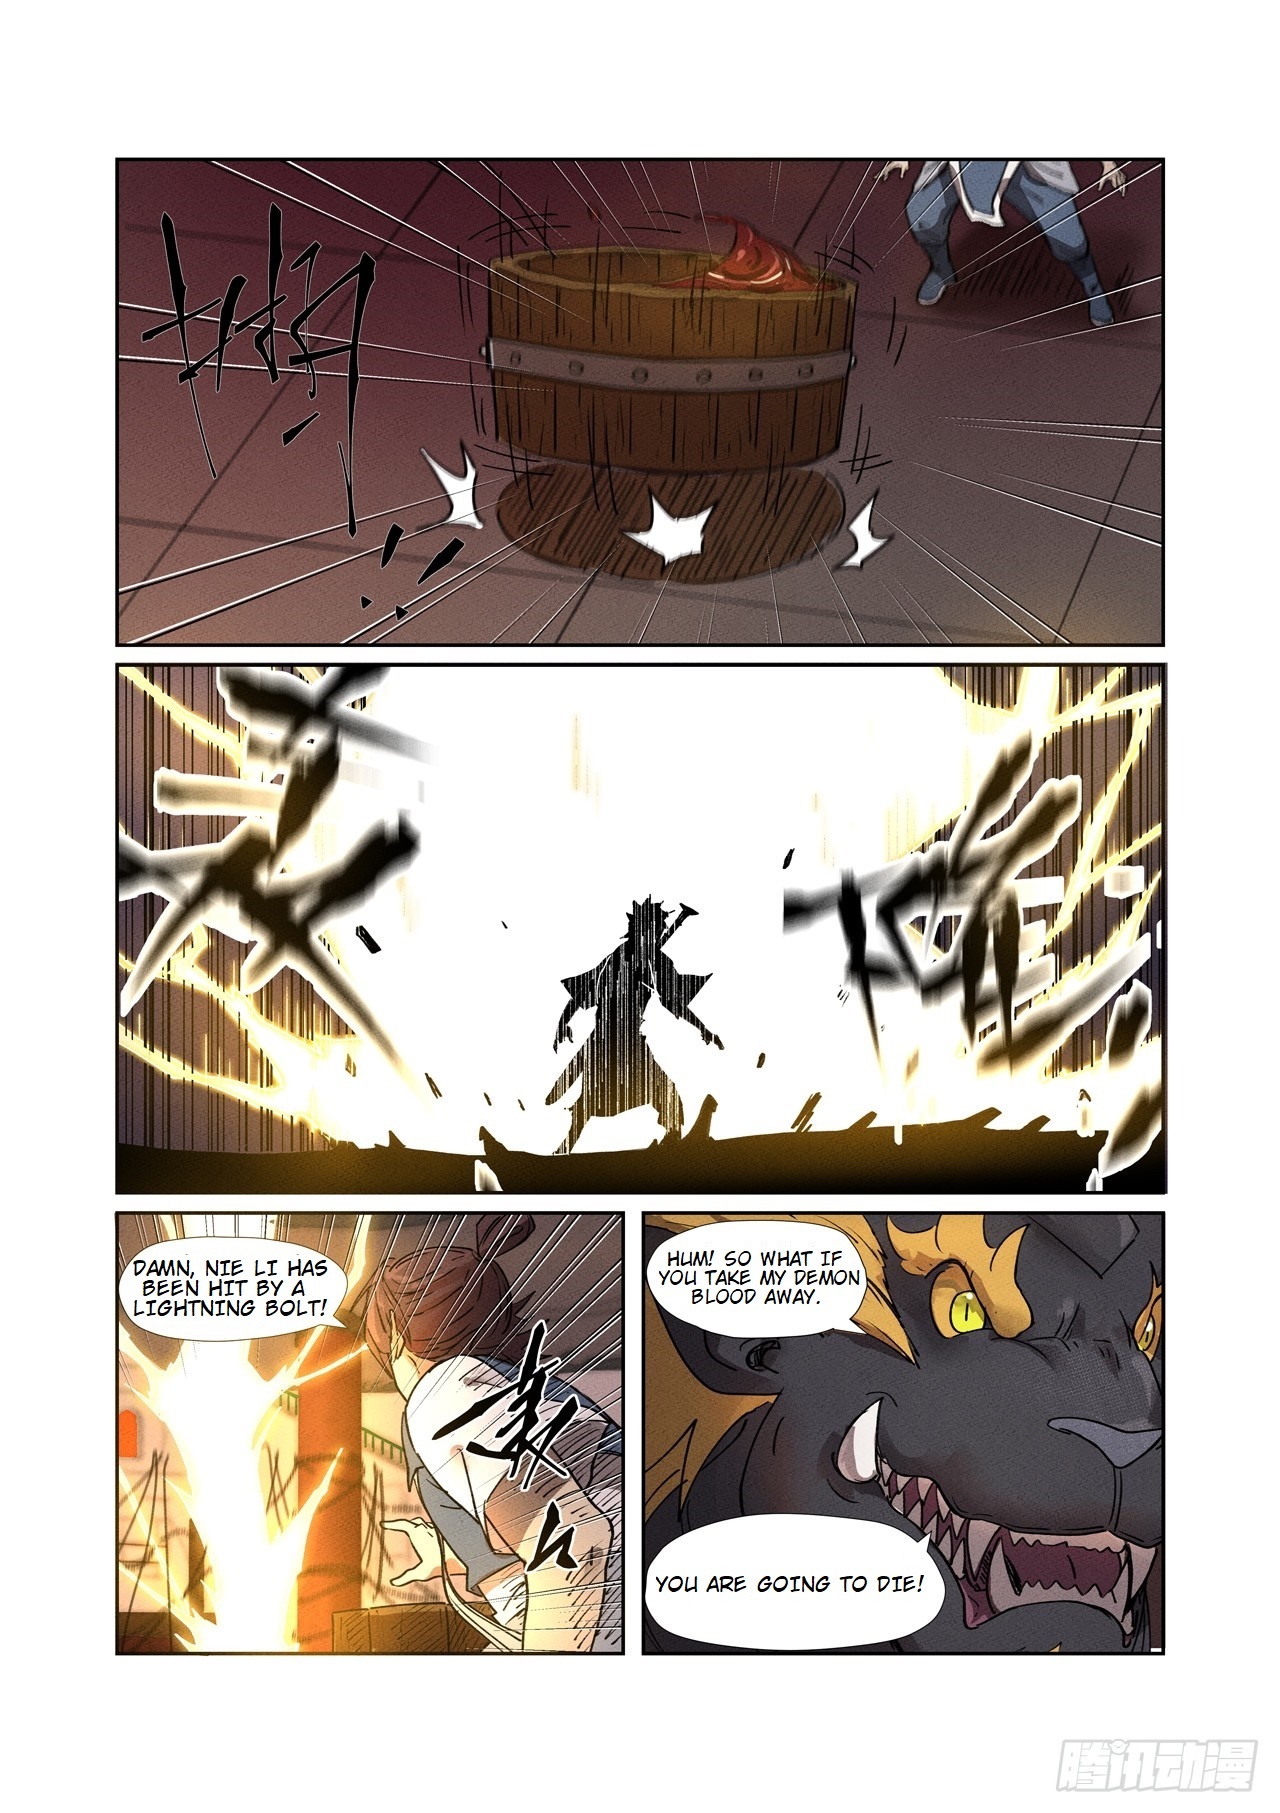 DAMN, NIE LI HAS
BEEN HIT BY A
LIGHTNING BOLT!
HUM! SO WHAT IF
YOU TAKE MY DEMON
BLOOD AWAY.
YOU ARE GOING TO DIE!
腾讯动漫